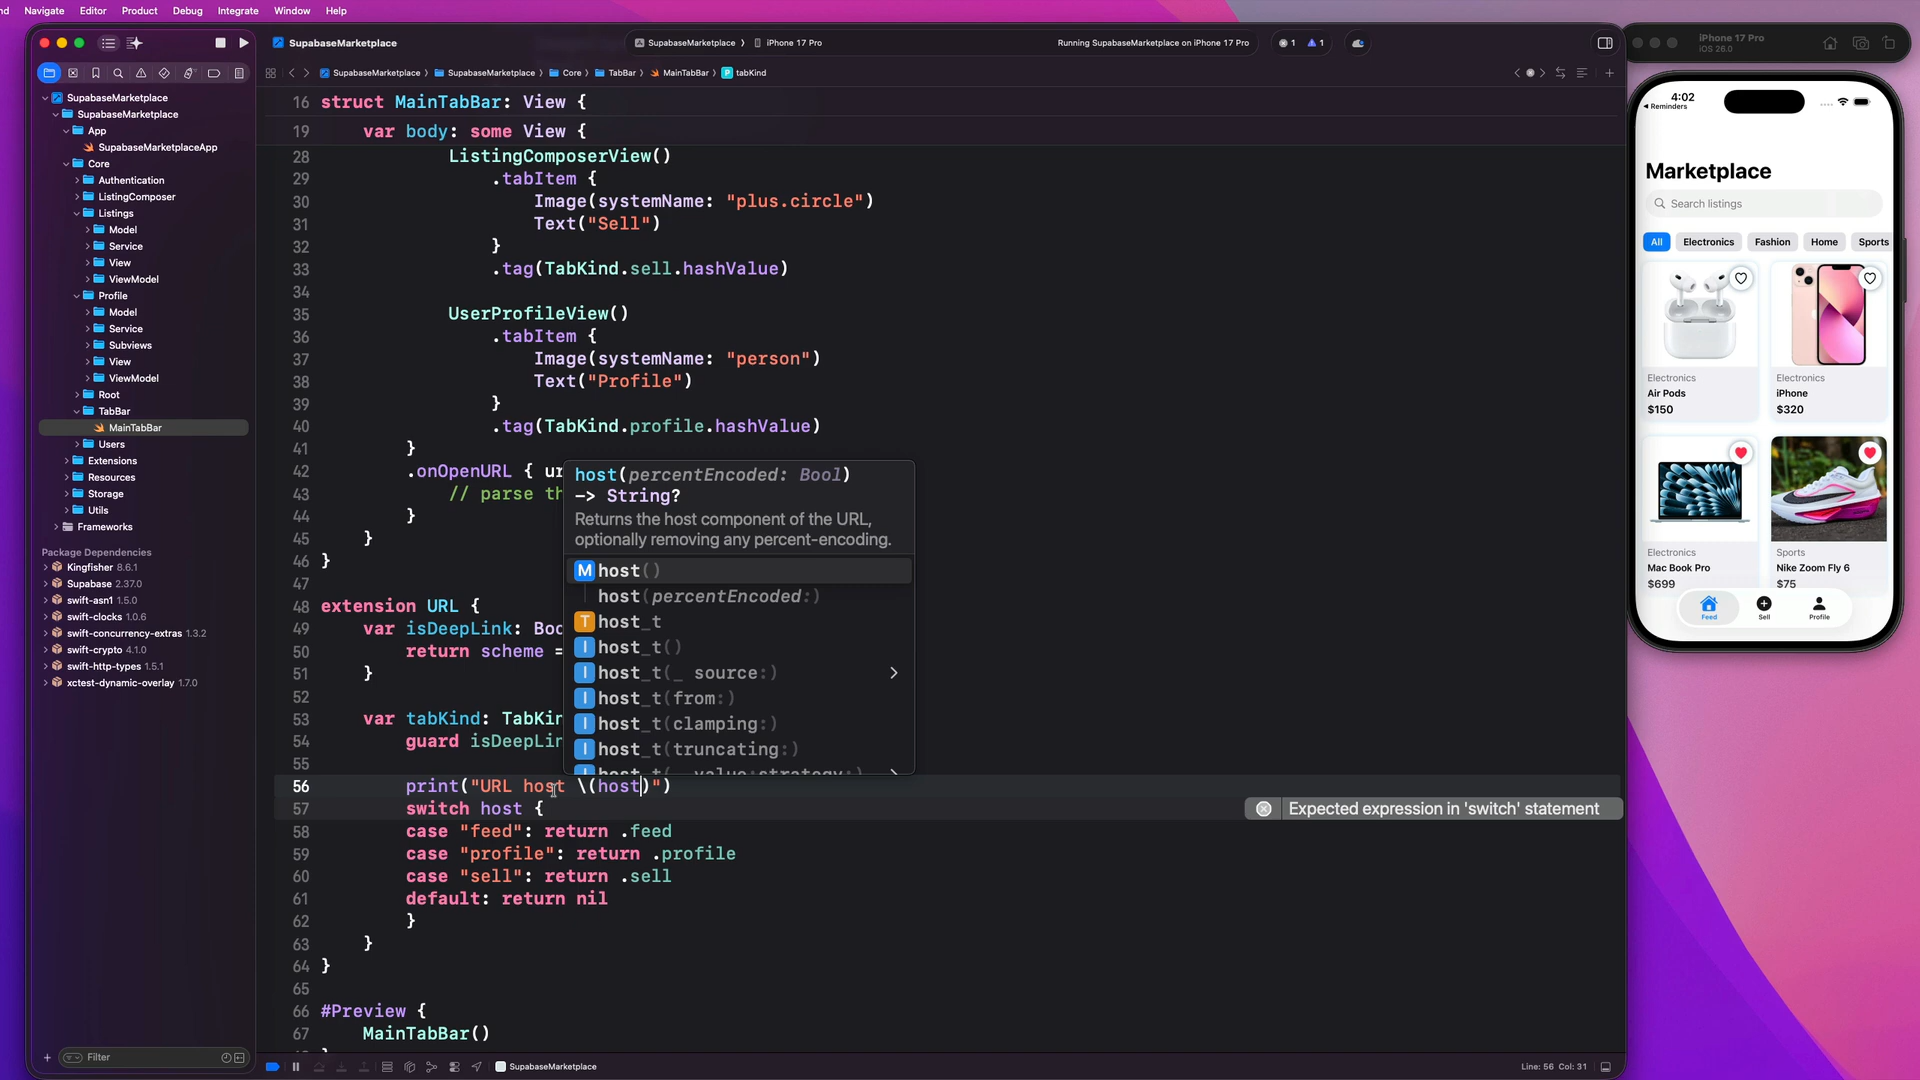 nd Navigate Editor Product Debug Integrate Window Help
SupabaseMarketplace
SupabaseMarketplace
App
SupabaseMarketplaceApp
Core
Authentication
ListingComposer
Listings
Model
Service
View
ViewModel
Profile
Model
Service
Subviews
View
ViewModel
Root
TabBar
MainTabBar
Users
Extensions
Resources
Storage
Utils
Frameworks
Package Dependencies
Kingfisher 8.6.1
Supabase 2.37.0
swift-asn1 1.5.0
swift-clocks 1.0.6
swift-concurrency-extras 1.3.2
swift-crypto 4.1.0
swift-http-types 1.5.1
xctest-dynamic-overlay 1.7.0
Filter
SupabaseMarketplace
SupabaseMarketplace 〉 iPhone 17 Pro
Running SupabaseMarketplace on iPhone 17 Pro
1 1
SupabaseMarketplace 〉 SupabaseMarketplace 〉 Core 〉 TabBar 〉 MainTabBar 〉 P tabKind
16 struct MainTabBar: View {
19 var body: some View {
28 ListingComposerView()
29 .tabItem {
30 Image(systemName: "plus.circle")
31 Text("Sell")
32 }
33 .tag(TabKind.sell.hashValue)
34
35 UserProfileView()
36 .tabItem {
37 Image(systemName: "person")
38 Text("Profile")
39 }
40 .tag(TabKind.profile.hashValue)
41 }
42 .onOpenURL { ur
43 // parse th
44 }
45 }
46 }
47
48 extension URL {
49 var isDeepLink: Boo
50 return scheme =
51 }
52
53 var tabKind: TabKin
54 guard isDeepLin
55
56 print("URL host \(host)")
57 switch host {
58 case "feed": return .feed
59 case "profile": return .profile
60 case "sell": return .sell
61 default: return nil
62 }
63 }
64 }
65
66 #Preview {
67 MainTabBar()
host(percentEncoded: Bool)
-> String?
Returns the host component of the URL,
optionally removing any percent-encoding.
M host()
host(percentEncoded:)
T host_t
I host_t()
I host_t(_ source:)
I host_t(from:)
I host_t(clamping:)
I host_t(truncating:)
I host_t(_ value:strategy:)
Expected expression in 'switch' statement
SupabaseMarketplace
Line: 56 Col: 31
iPhone 17 Pro
iOS 26.0
4:02
◀ Reminders
Marketplace
Search listings
All Electronics Fashion Home Sports
Electronics
Air Pods
$150
Electronics
iPhone
$320
Electronics
Mac Book Pro
$699
Sports
Nike Zoom Fly 6
$75
Feed Sell Profile